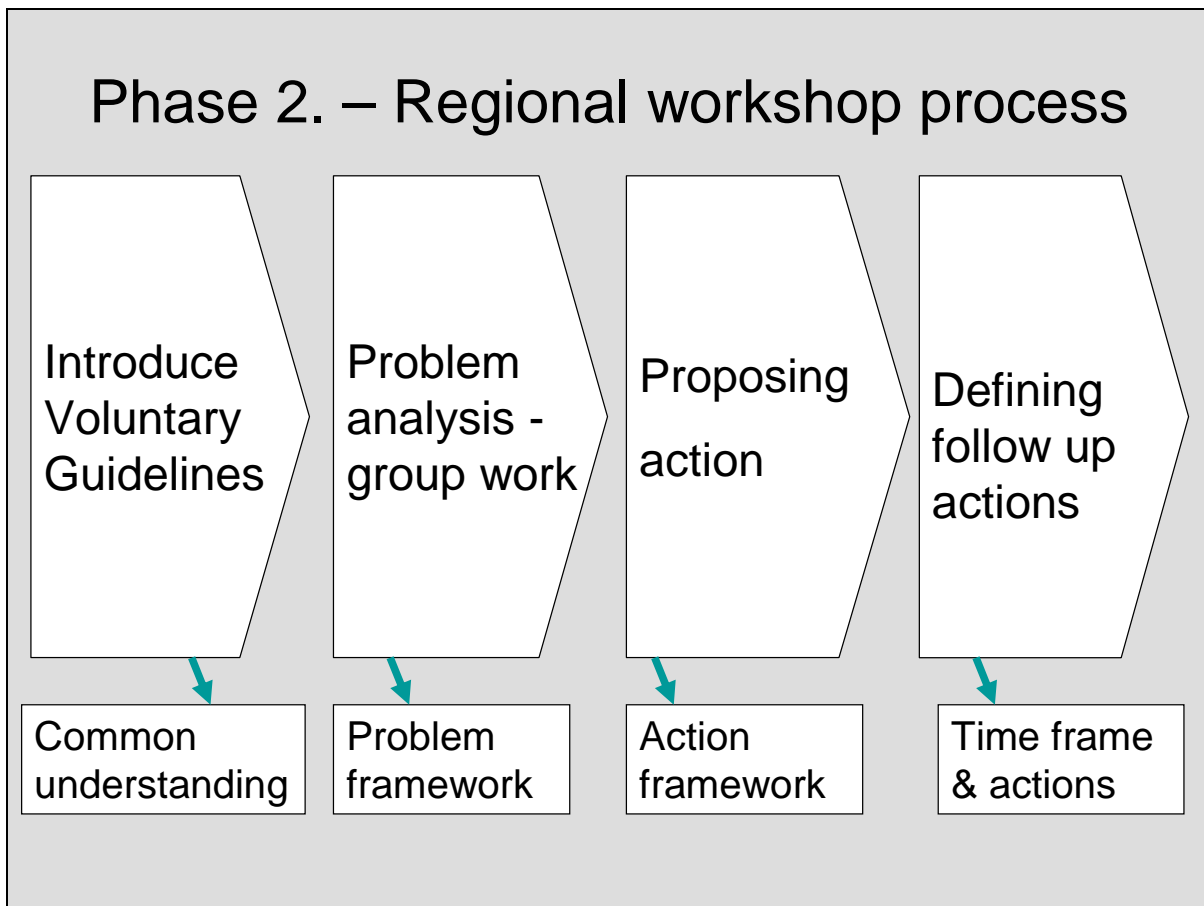 Phase 2. – Regional workshop process
Introduce
Voluntary
Guidelines
Problem
analysis -
group work
Proposing
action
Defining
follow up
actions
Common
understanding
Problem
framework
Action
framework
Time frame
& actions